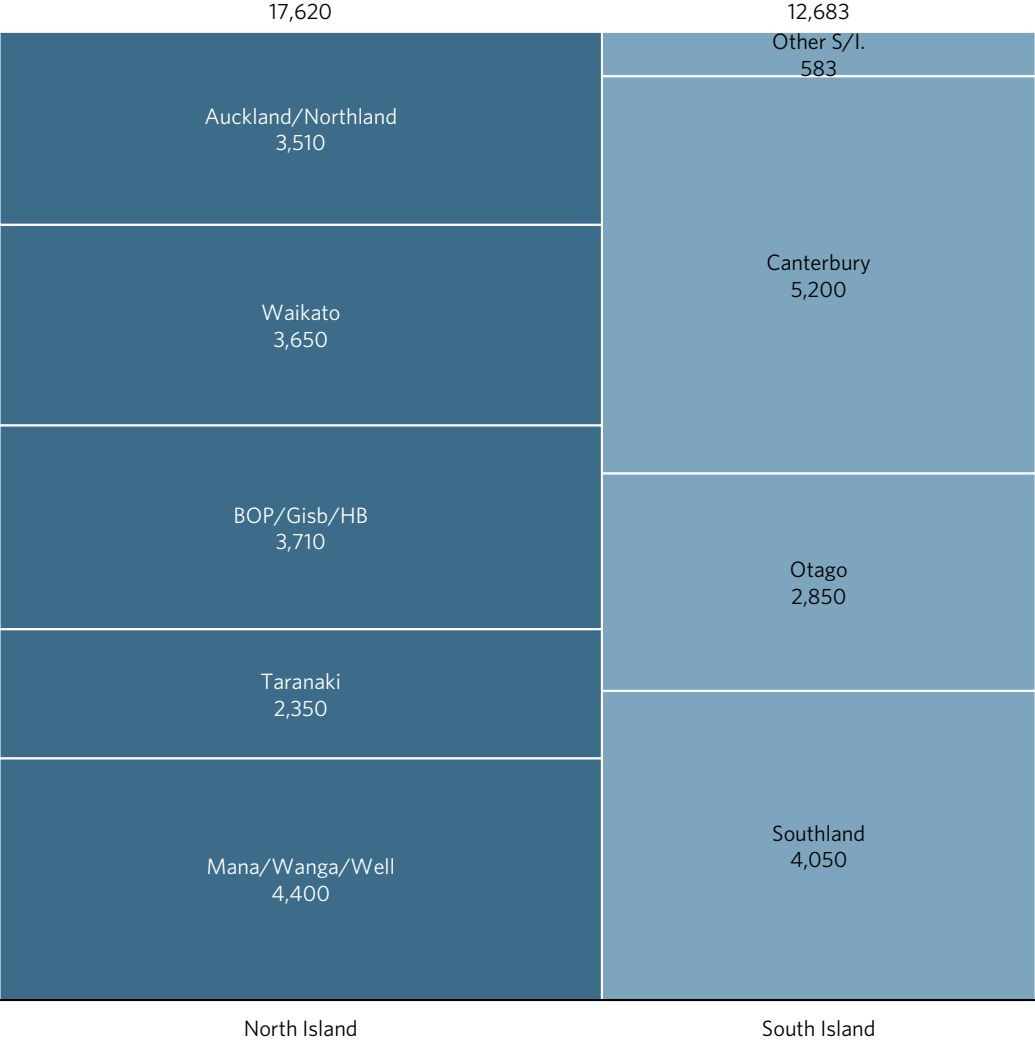 17,620
12,683
Auckland/Northland
3,510
Waikato
3,650
BOP/Gisb/HB
3,710
Taranaki
2,350
Mana/Wanga/Well
4,400
Other S/I.
583
Canterbury
5,200
Otago
2,850
Southland
4,050
North Island
South Island